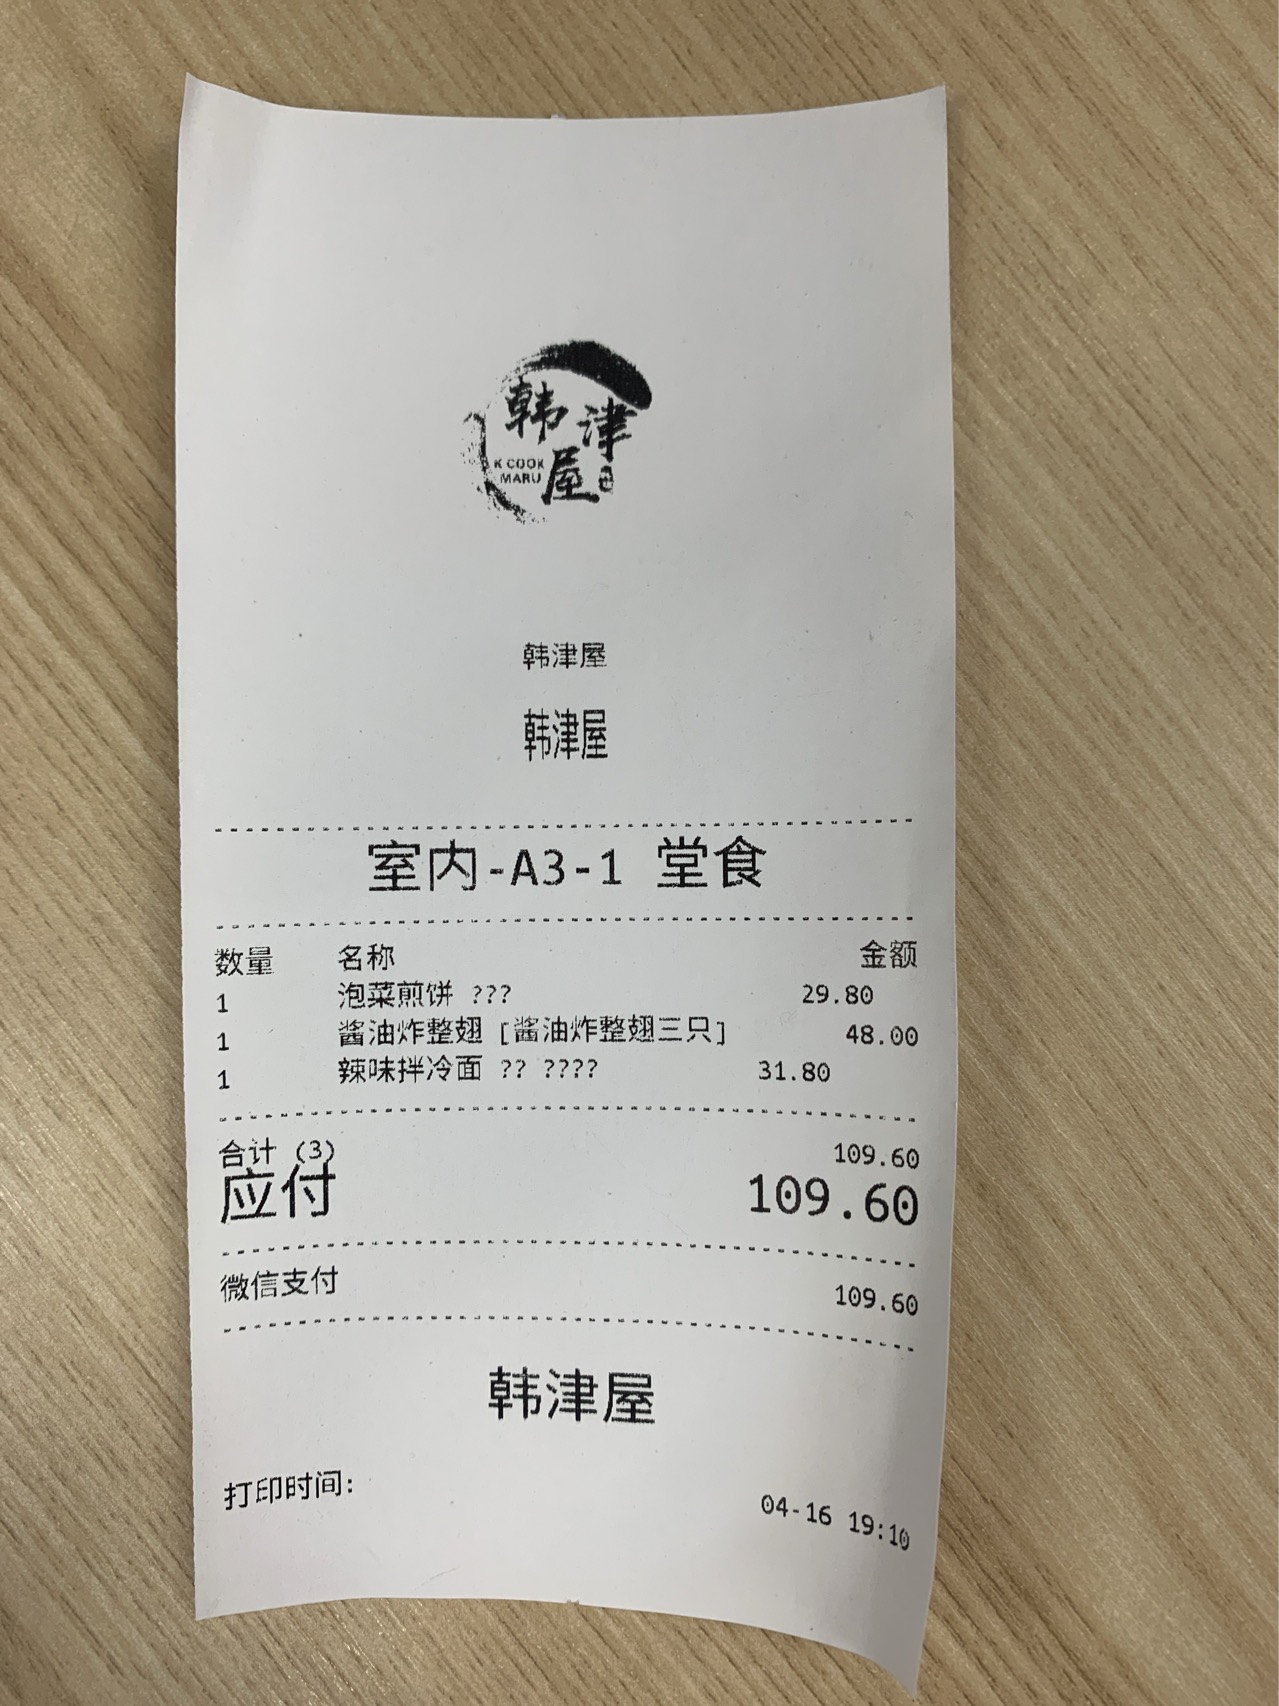 韩津屋
K COOK
MARU
韩津屋
韩津屋
室内-A3-1 堂食
数量 名称 金额
1 泡菜煎饼 ??? 29.80
1 酱油炸整翅 [酱油炸整翅三只] 48.00
1 辣味拌冷面 ?? ???? 31.80
合计 (3) 109.60
应付 109.60
微信支付 109.60
韩津屋
打印时间: 04-16 19:10